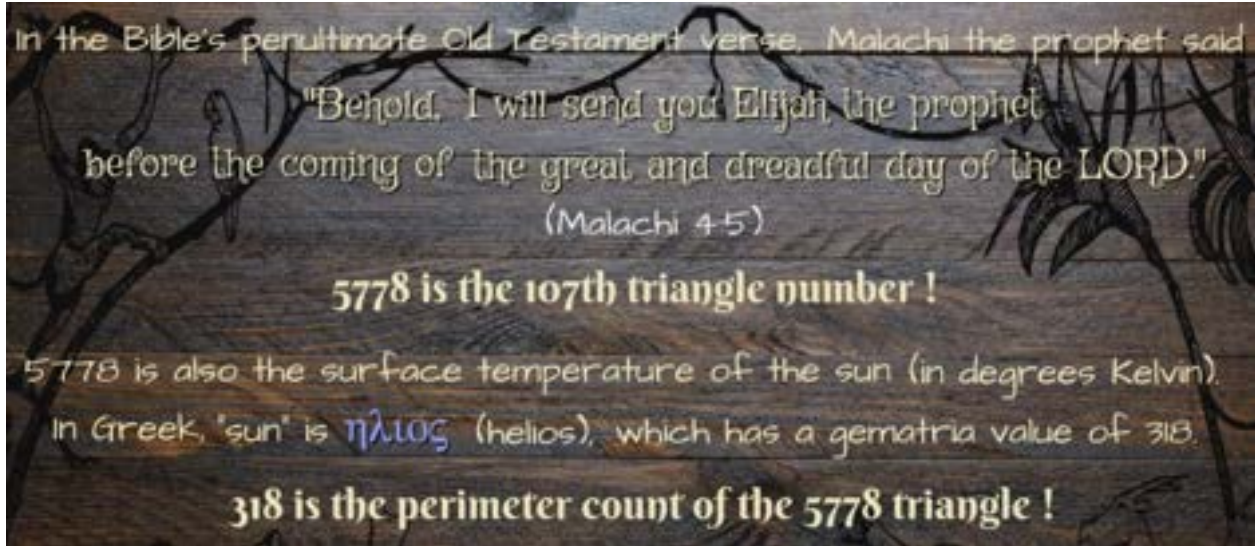 In the Bible's penultimate Old Testament verse, Malachi the prophet said
"Behold, I will send you Elijah the prophet
before the coming of the great and dreadful day of the LORD."
(Malachi 4:5)
5778 is the 107th triangle number !
5778 is also the surface temperature of the sun (in degrees Kelvin).
In Greek, "sun" is ηλιος (helios), which has a gematria value of 318.
318 is the perimeter count of the 5778 triangle !